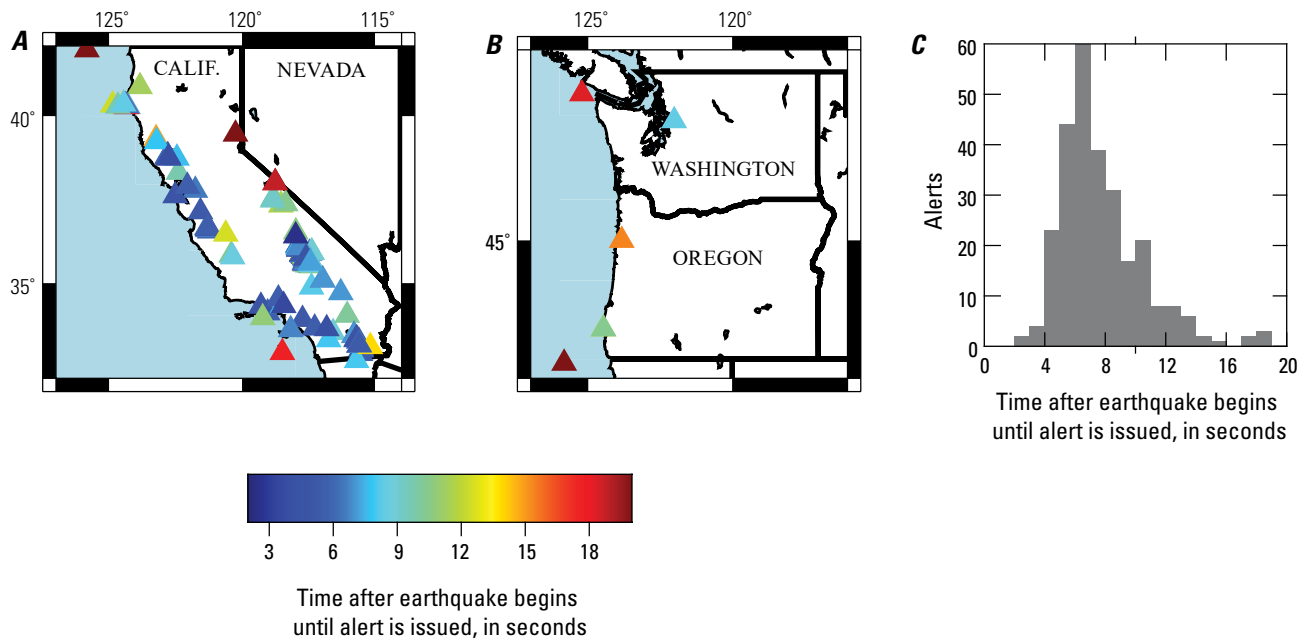 A
125˚ 120˚ 115˚
40˚
35˚
CALIF.
NEVADA
B
125˚ 120˚
45˚
WASHINGTON
OREGON
C
60
50
40
30
20
10
0
Alerts
0 4 8 12 16 20
Time after earthquake begins
until alert is issued, in seconds
3 6 9 12 15 18
Time after earthquake begins
until alert is issued, in seconds